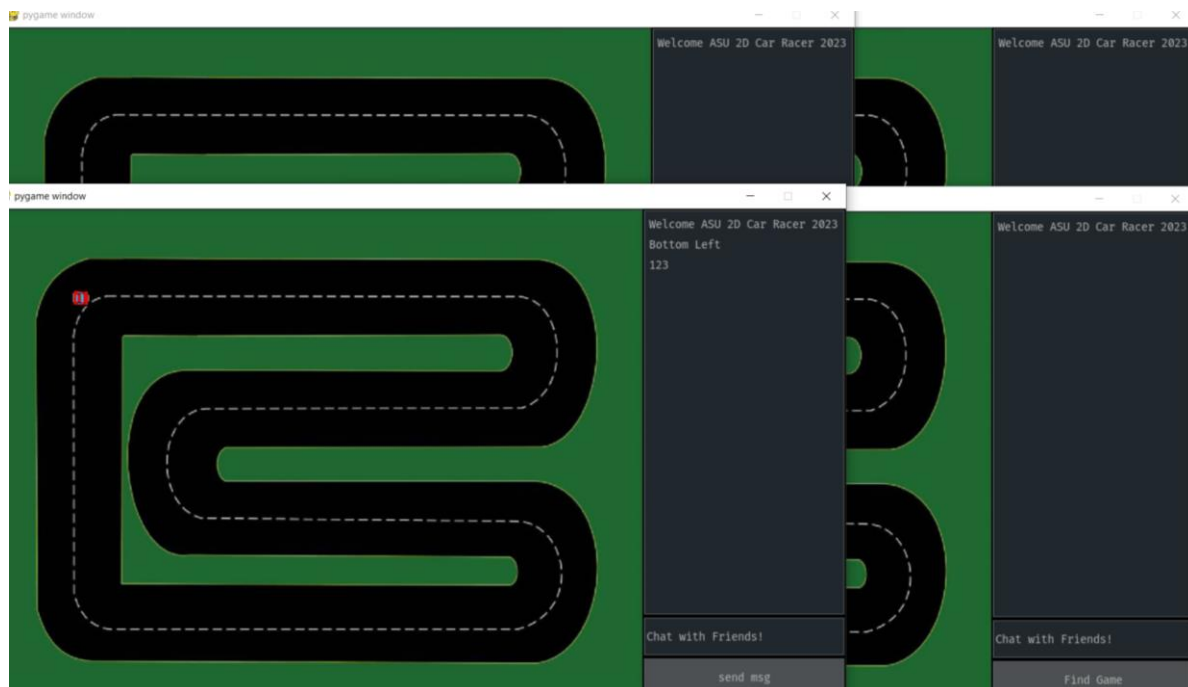 pygame window
Welcome ASU 2D Car Racer 2023
Welcome ASU 2D Car Racer 2023
pygame window
Welcome ASU 2D Car Racer 2023
Bottom Left
123
Chat with Friends!
send msg
Welcome ASU 2D Car Racer 2023
Chat with Friends!
Find Game